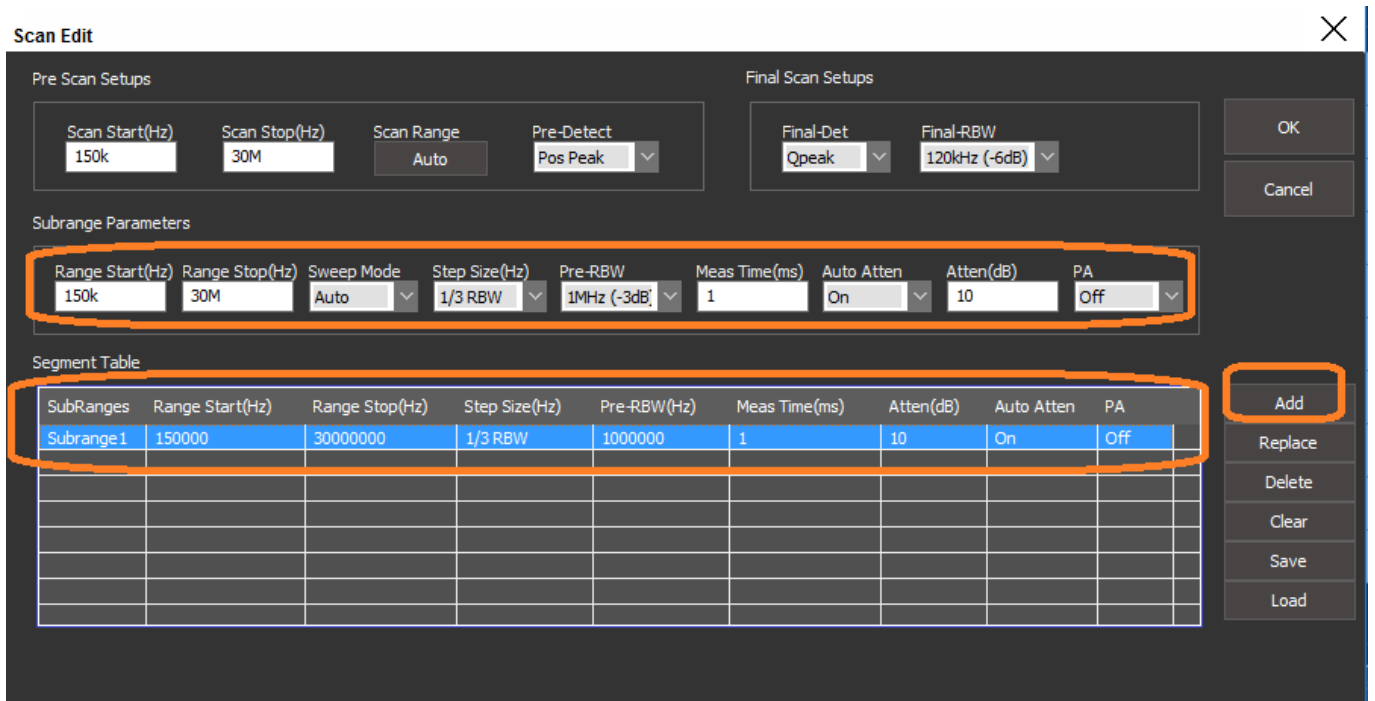 Scan Edit
Pre Scan Setups
Final Scan Setups
Scan Start(Hz) Scan Stop(Hz) Scan Range Pre-Detect Final-Det Final-RBW
150k 30M Auto Pos Peak Qpeak 120kHz (-6dB)
OK
Cancel
Subrange Parameters
Range Start(Hz) Range Stop(Hz) Sweep Mode Step Size(Hz) Pre-RBW Meas Time(ms) Auto Atten Atten(dB) PA
150k 30M Auto 1/3 RBW 1MHz (-3dB) 1 On 10 Off
Segment Table
SubRanges Range Start(Hz) Range Stop(Hz) Step Size(Hz) Pre-RBW(Hz) Meas Time(ms) Atten(dB) Auto Atten PA
Subrange1 150000 30000000 1/3 RBW 1000000 1 10 On Off
Add
Replace
Delete
Clear
Save
Load